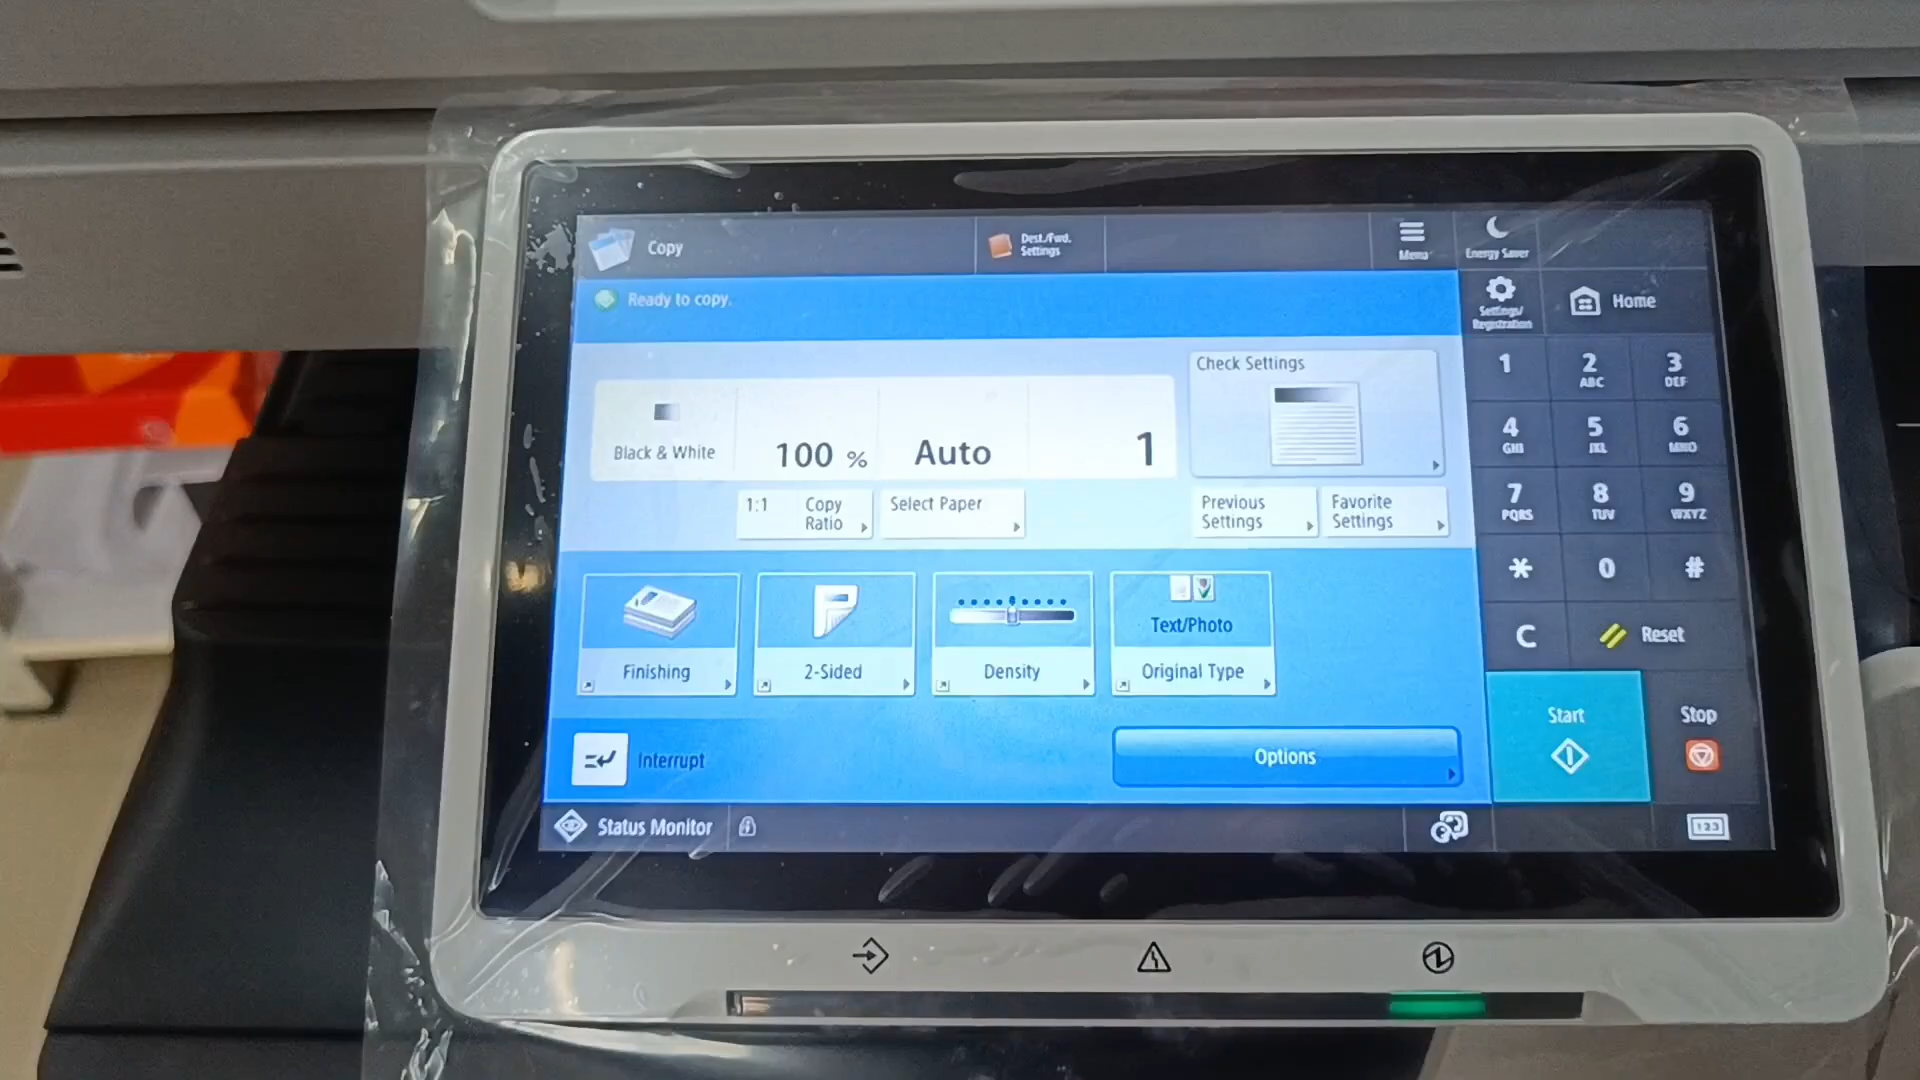 Copy
Dest./Fwd.
Settings
Menu
Energy Saver
Ready to copy.
Settings/
Registration
Home
Check Settings
Black & White
100 %
Auto
1
1:1
Copy
Ratio
Select Paper
Previous
Settings
Favorite
Settings
1
2
ABC
3
DEF
4
GHI
5
JKL
6
MNO
7
PQRS
8
TUV
9
WXYZ
*
0
#
C
Reset
Finishing
2-Sided
Density
Text/Photo
Original Type
Start
Stop
Interrupt
Options
Status Monitor
123